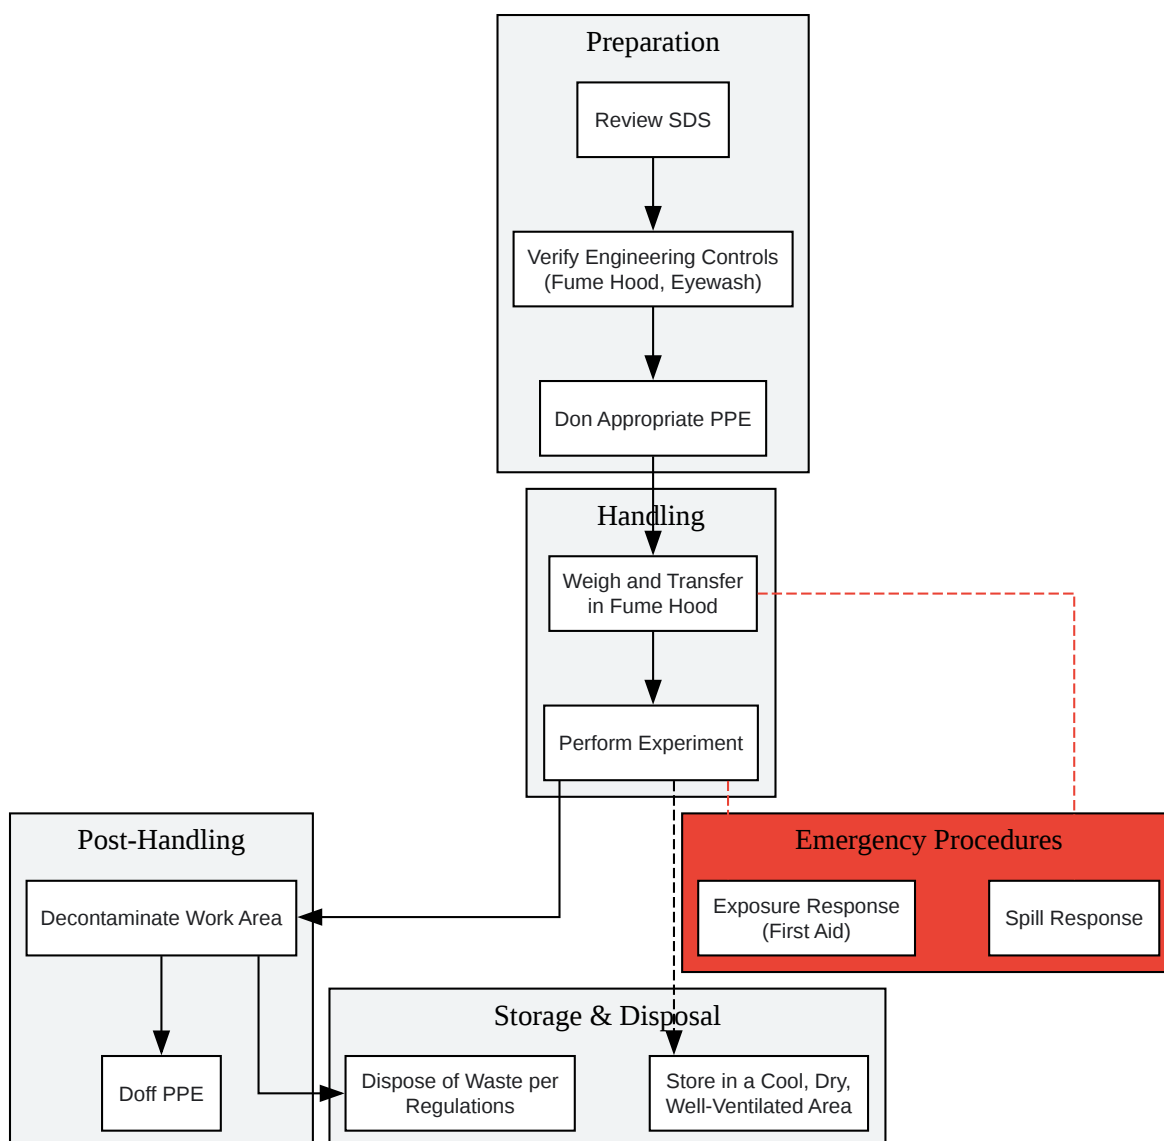 Preparation
Review SDS
Verify Engineering Controls
(Fume Hood, Eyewash)
Don Appropriate PPE
Handling
Weigh and Transfer
in Fume Hood
Perform Experiment
Post-Handling
Decontaminate Work Area
Doff PPE
Emergency Procedures
Exposure Response
(First Aid)
Spill Response
Storage & Disposal
Dispose of Waste per
Regulations
Store in a Cool, Dry,
Well-Ventilated Area